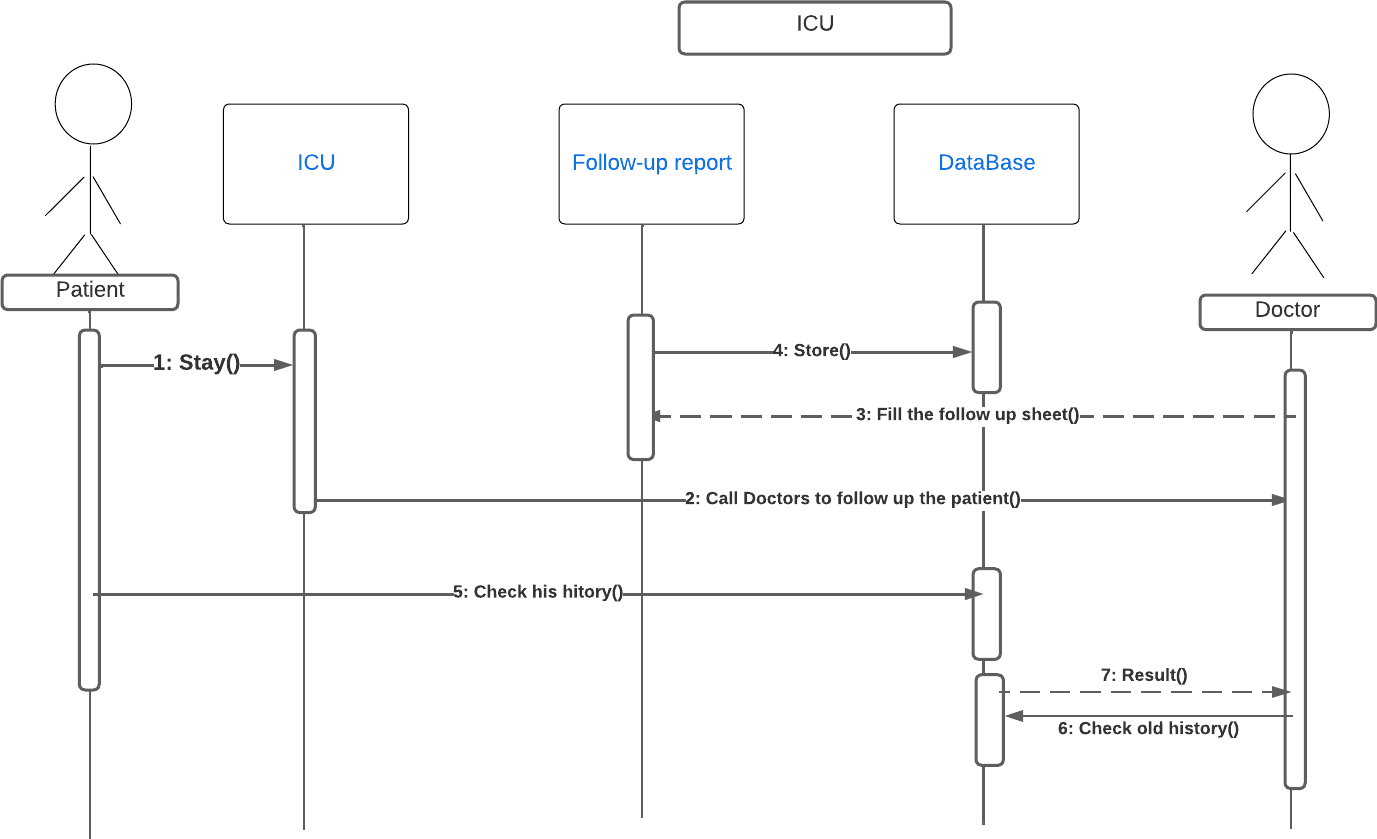 ICU
ICU
Follow-up report
DataBase
Patient
Doctor
1: Stay()
4: Store()
3: Fill the follow up sheet()
2: Call Doctors to follow up the patient()
5: Check his hitory()
7: Result()
6: Check old history()